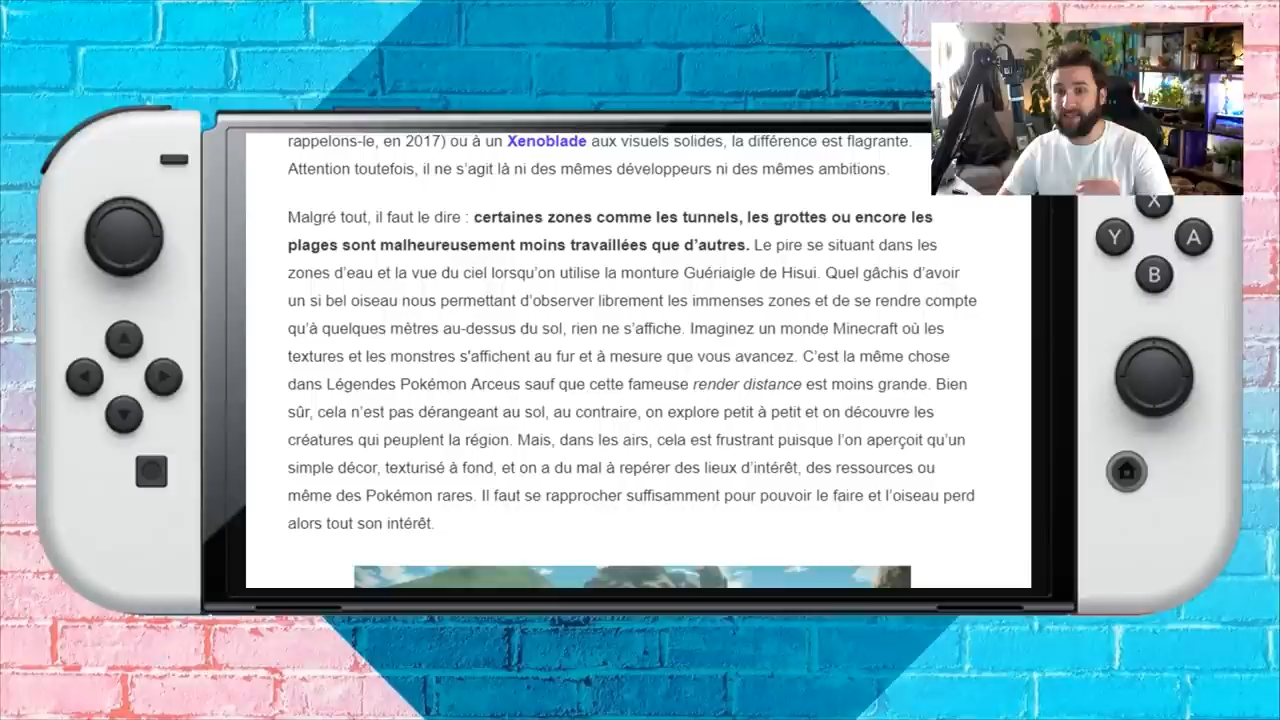 rappelons-le, en 2017) ou à un Xenoblade aux visuels solides, la différence est flagrante.
Attention toutefois, il ne s’agit là ni des mêmes développeurs ni des mêmes ambitions.
Malgré tout, il faut le dire : certaines zones comme les tunnels, les grottes ou encore les
plages sont malheureusement moins travaillées que d’autres. Le pire se situant dans les
zones d’eau et la vue du ciel lorsqu’on utilise la monture Guériaigle de Hisui. Quel gâchis d’avoir
un si bel oiseau nous permettant d’observer librement les immenses zones et de se rendre compte
qu’à quelques mètres au-dessus du sol, rien ne s’affiche. Imaginez un monde Minecraft où les
textures et les monstres s'affichent au fur et à mesure que vous avancez. C’est la même chose
dans Légendes Pokémon Arceus sauf que cette fameuse render distance est moins grande. Bien
sûr, cela n’est pas dérangeant au sol, au contraire, on explore petit à petit et on découvre les
créatures qui peuplent la région. Mais, dans les airs, cela est frustrant puisque l’on aperçoit qu’un
simple décor, texturisé à fond, et on a du mal à repérer des lieux d’intérêt, des ressources ou
même des Pokémon rares. Il faut se rapprocher suffisamment pour pouvoir le faire et l’oiseau perd
alors tout son intérêt.
X
Y
A
B